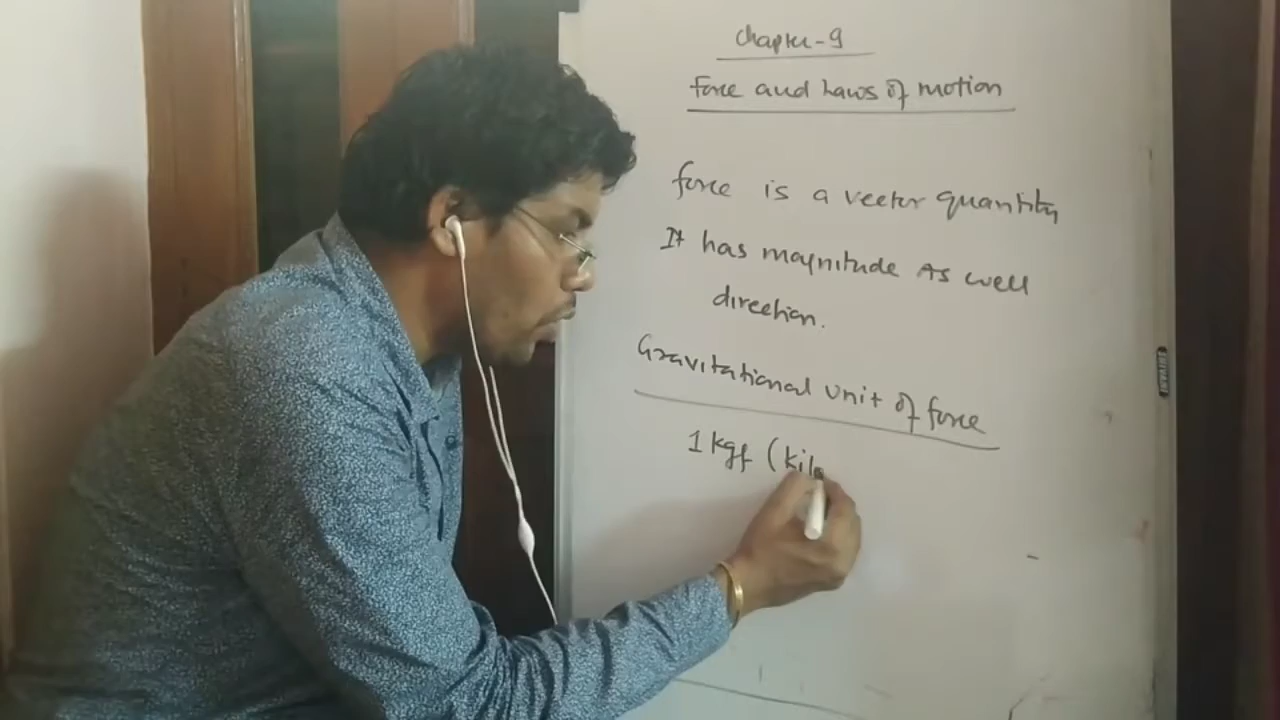 Chapter-9
Force and Laws of motion
force is a vector quantity
It has magnitude As well
direction.
Gravitational unit of force
1 kgf (kilo